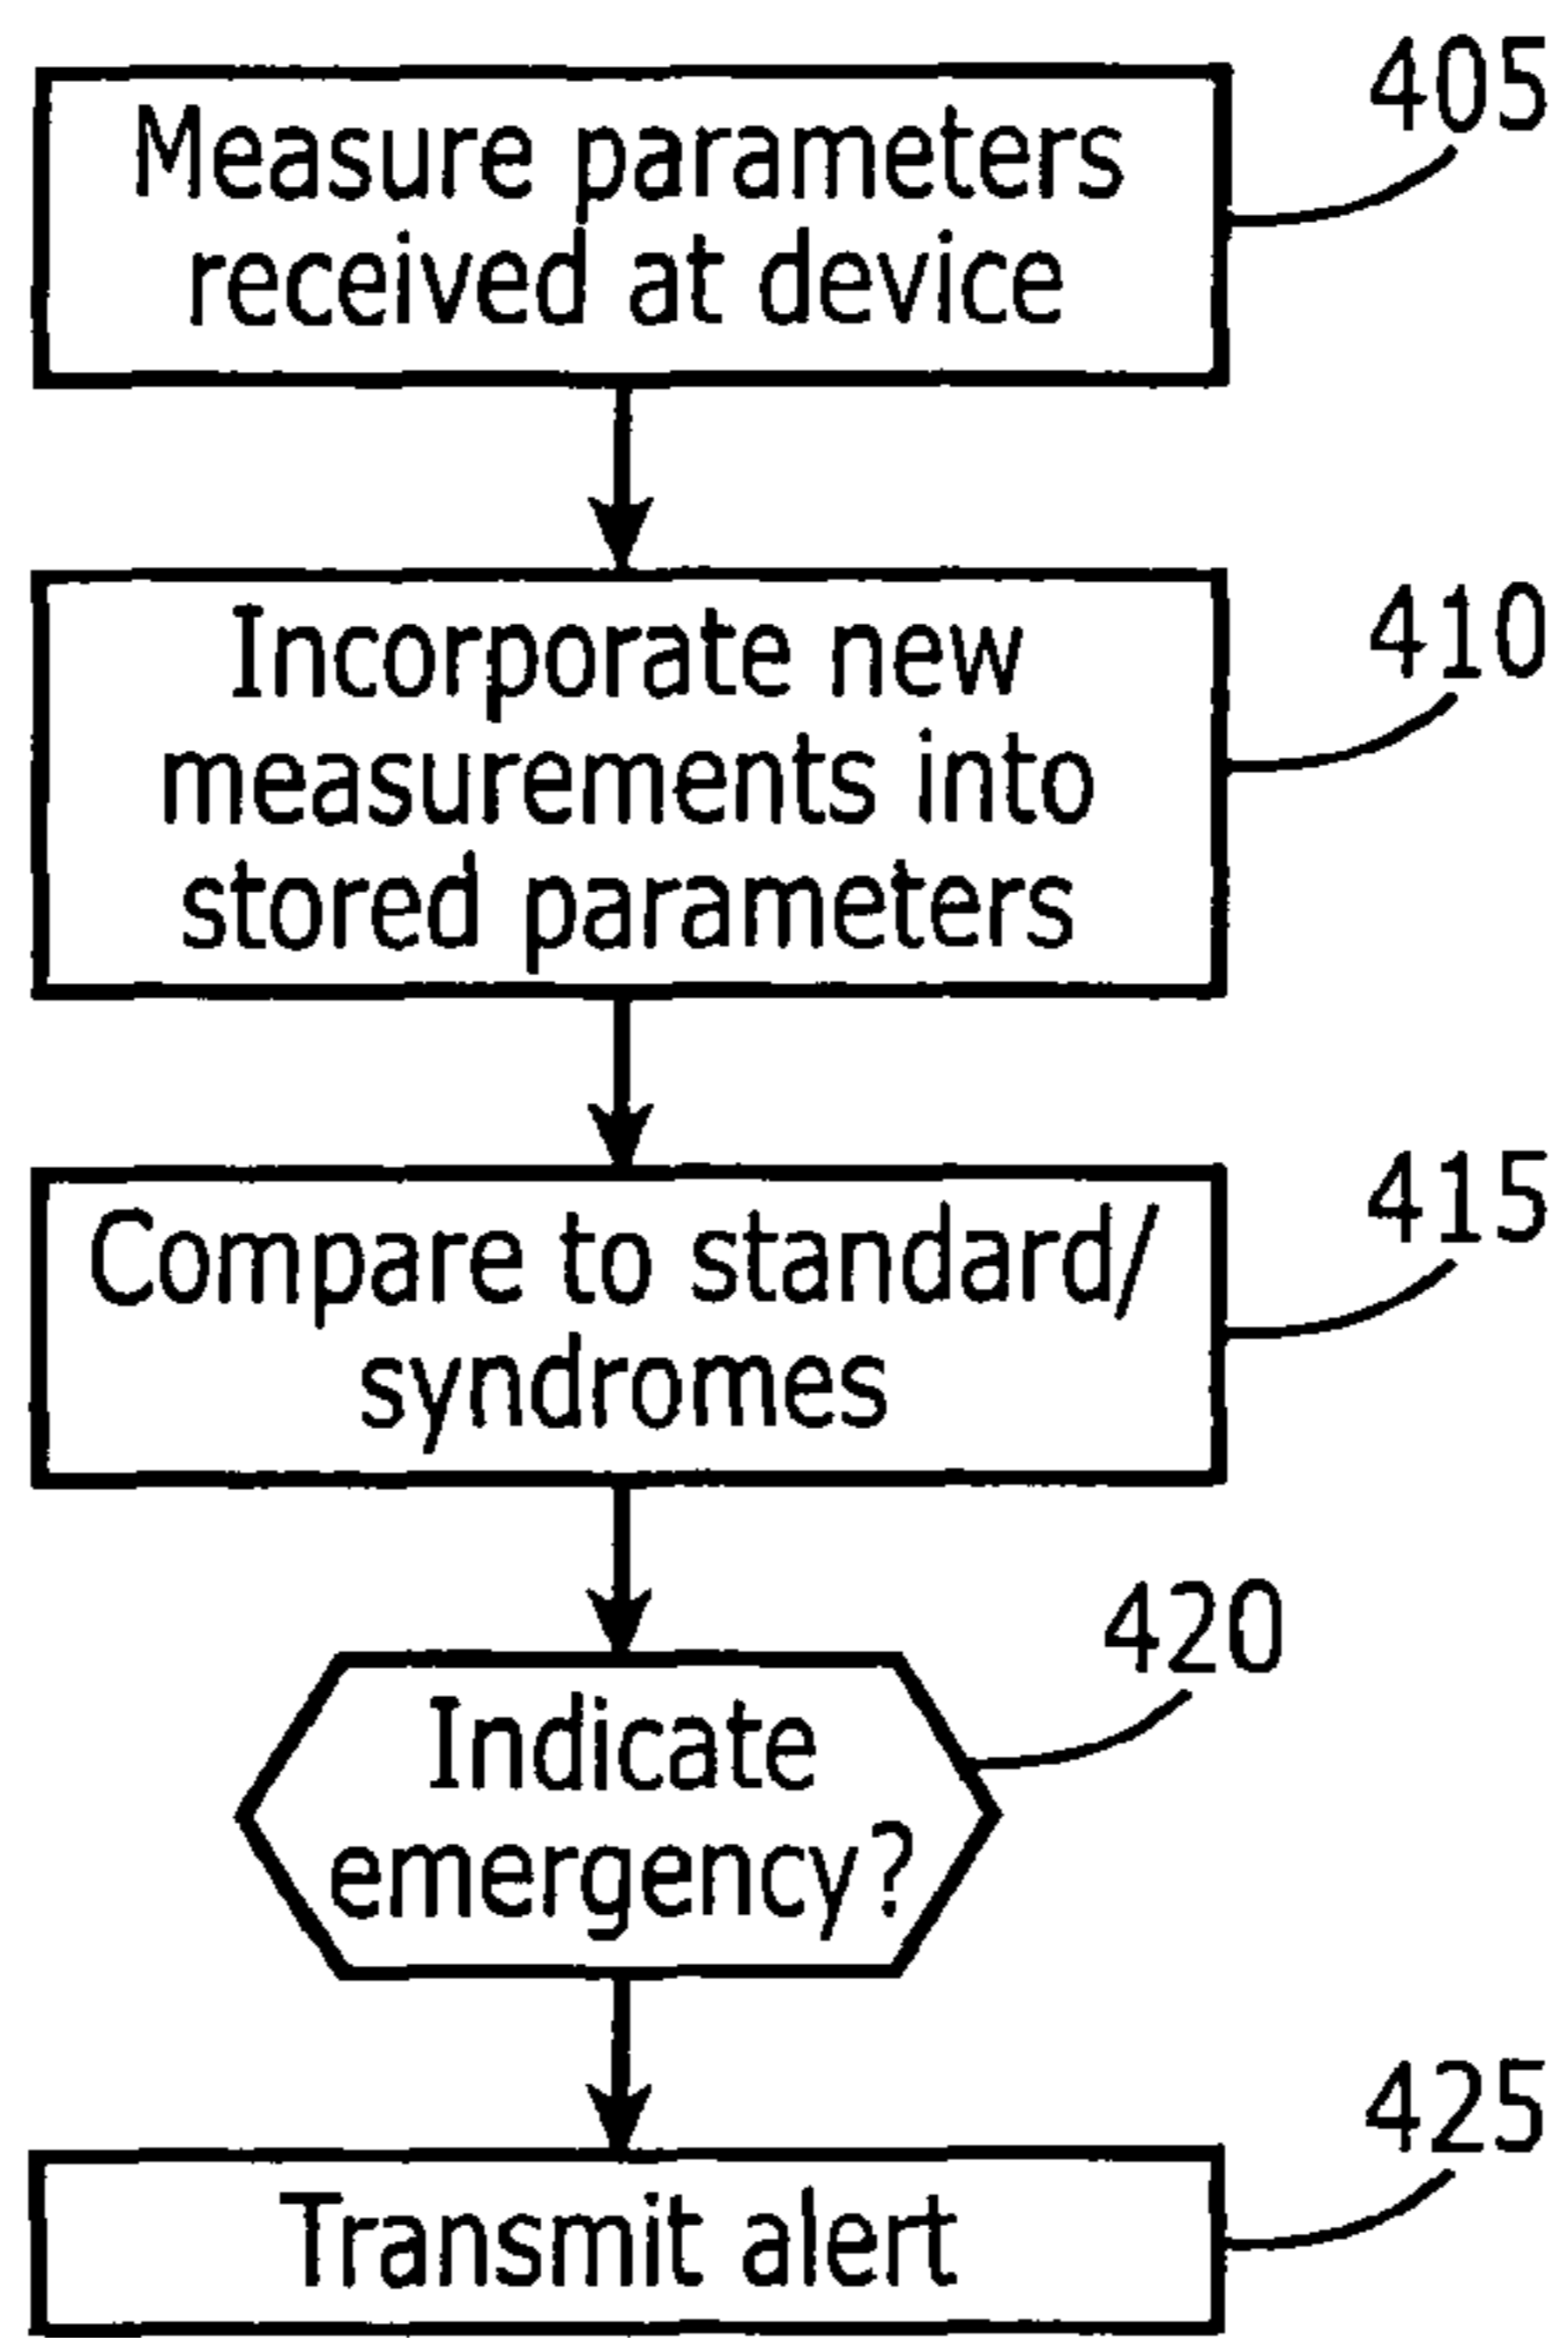 405
Measure parameters
received at device
410
Incorporate new
measurements into
stored parameters
415
Compare to standard/
syndromes
420
Indicate
emergency?
425
Transmit alert